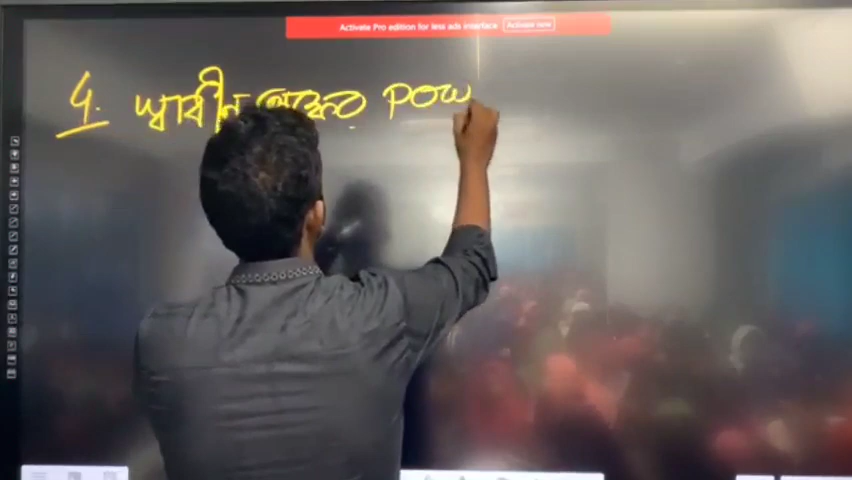 Activate Pro edition for less ads interface Activate now
4. স্বাধীন POW